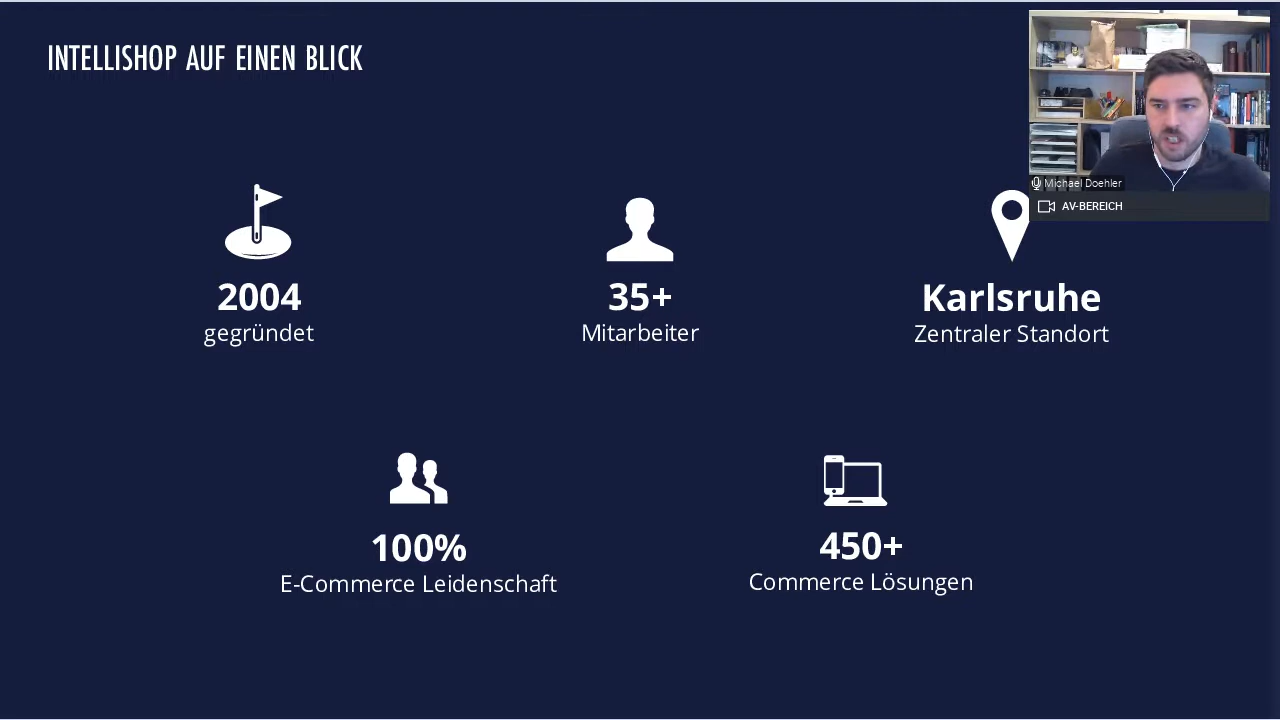 INTELLISHOP AUF EINEN BLICK
Michael Doehler
AV-BEREICH
2004
gegründet
35+
Mitarbeiter
Karlsruhe
Zentraler Standort
100%
E-Commerce Leidenschaft
450+
Commerce Lösungen